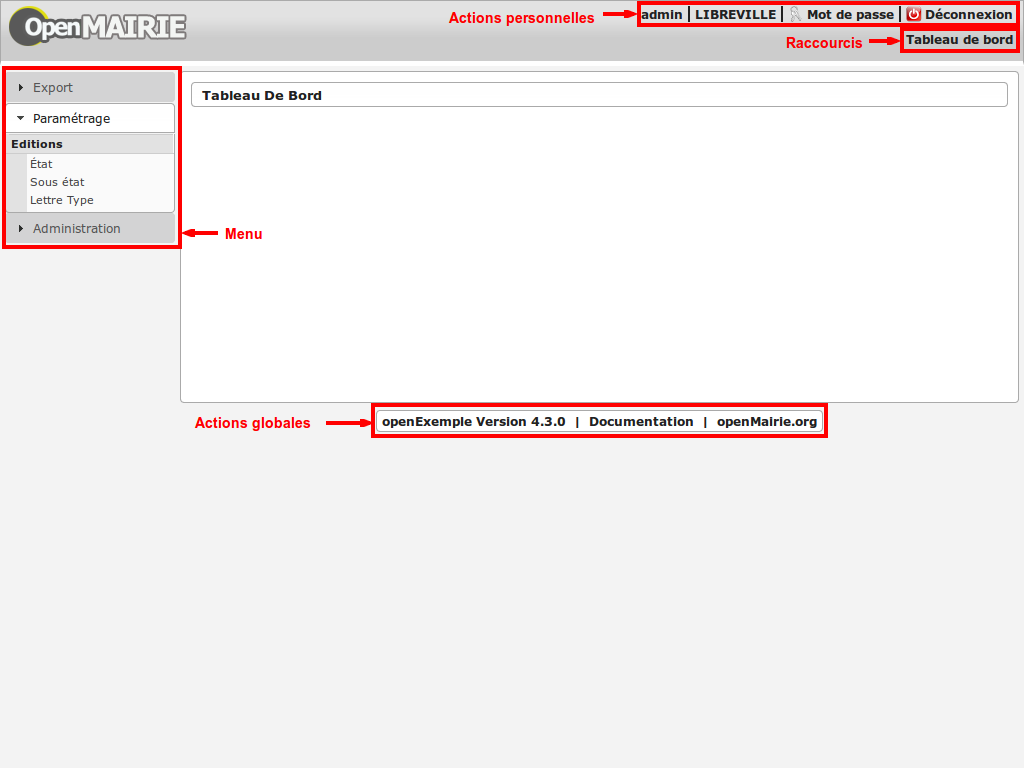 OpenMAIRIE
Actions personnelles
admin | LIBREVILLE | Mot de passe | Déconnexion
Raccourcis
Tableau de bord
Export
Paramétrage
Editions
État
Sous état
Lettre Type
Administration
Menu
Tableau De Bord
Actions globales
openExemple Version 4.3.0 | Documentation | openMairie.org